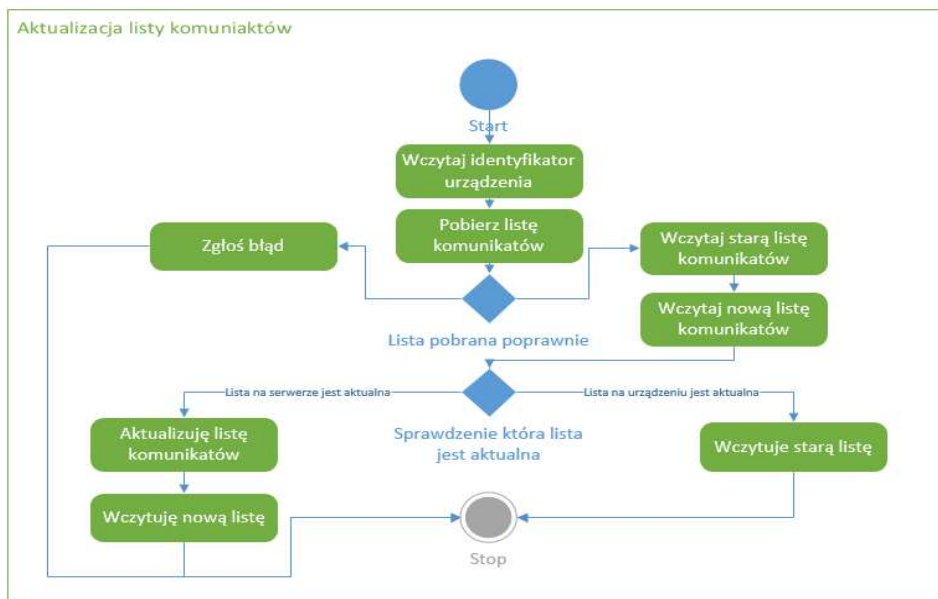 Aktualizacja listy komuniaktów
Start
Wczytaj identyfikator
urządzenia
Pobierz listę
komunikatów
Zgłoś błąd
Wczytaj starą listę
komunikatów
Wczytaj nową listę
komunikatów
Lista pobrana poprawnie
Lista na serwerze jest aktualna
Lista na urządzeniu jest aktualna
Sprawdzenie która lista
jest aktualna
Aktualizuję listę
komunikatów
Wczytuje starą listę
Wczytuję nową listę
Stop